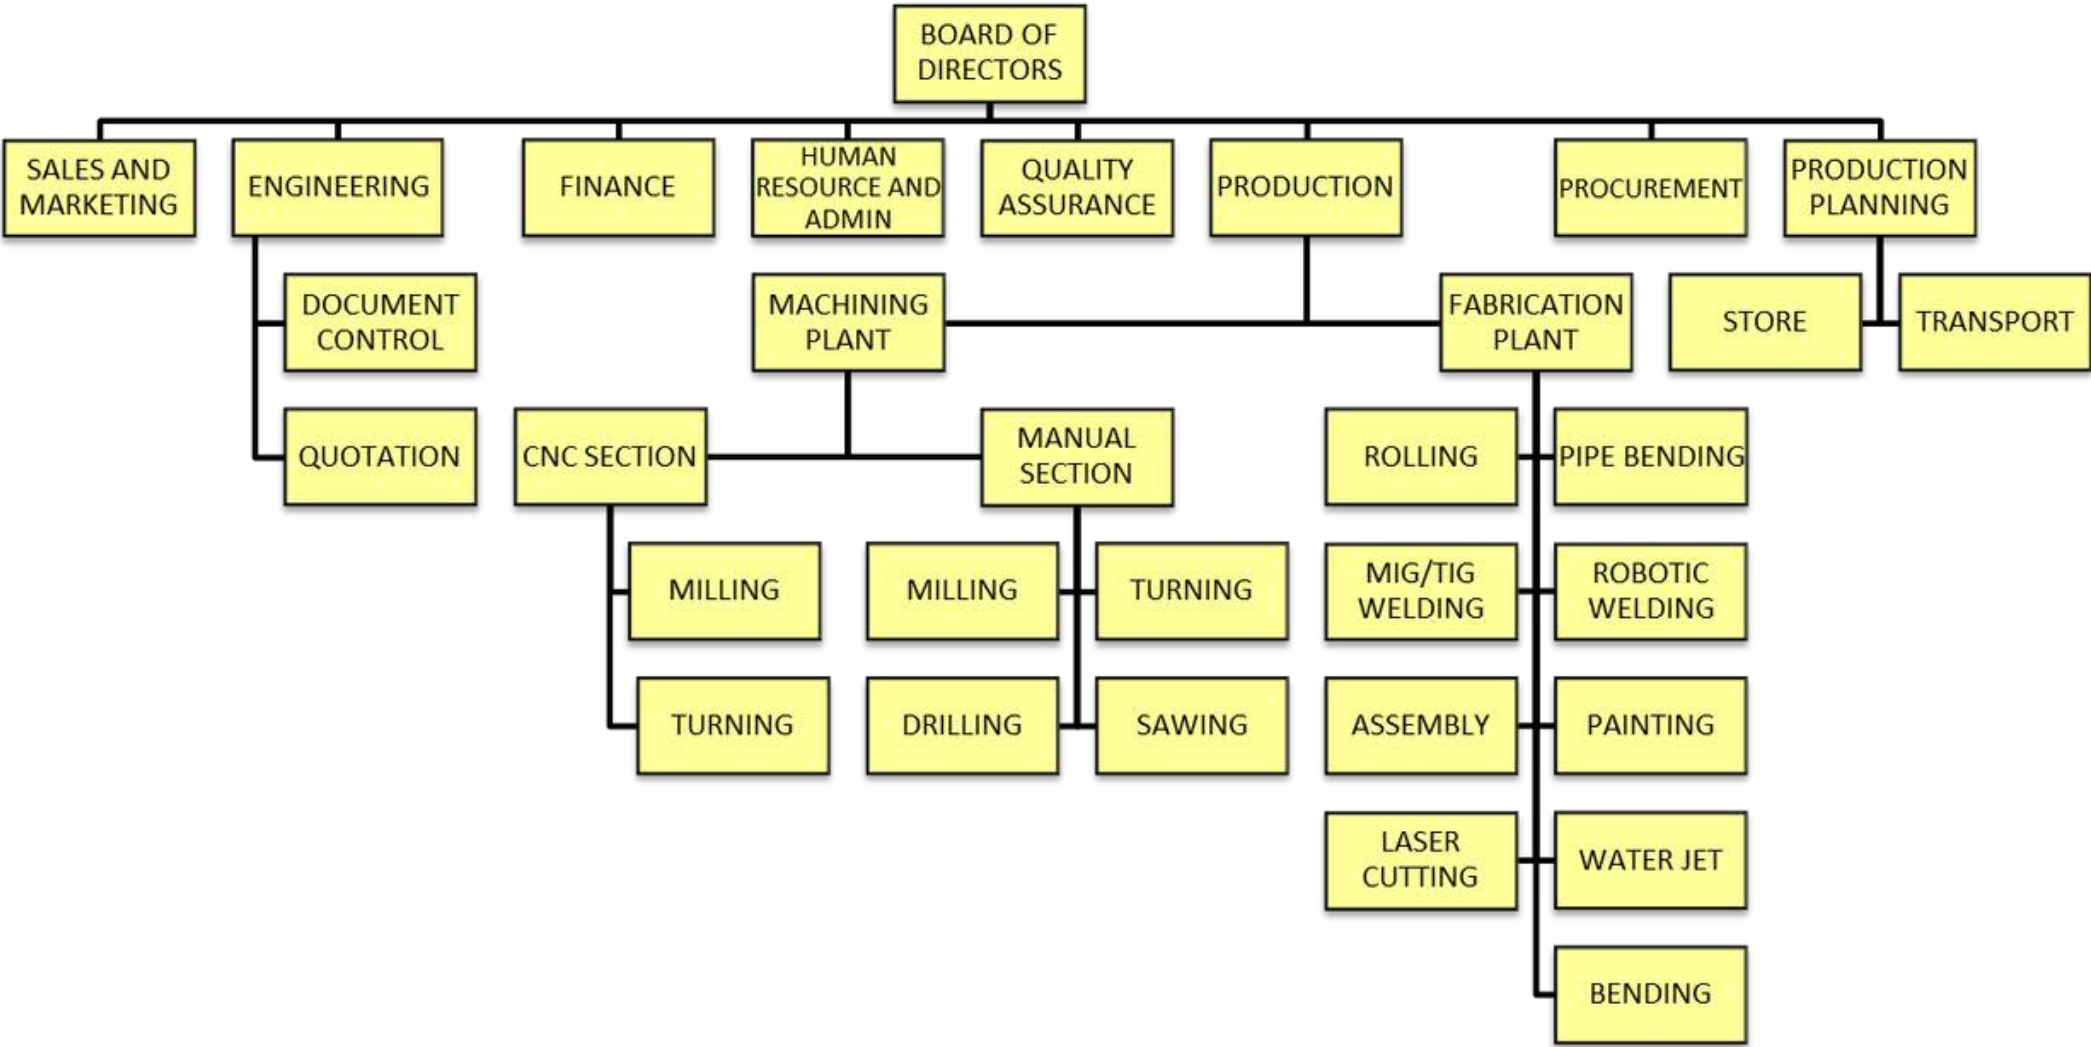 BOARD OF
DIRECTORS
SALES AND
MARKETING
ENGINEERING
FINANCE
HUMAN
RESOURCE AND
ADMIN
QUALITY
ASSURANCE
PRODUCTION
PROCUREMENT
PRODUCTION
PLANNING
DOCUMENT
CONTROL
MACHINING
PLANT
FABRICATION
PLANT
STORE
TRANSPORT
QUOTATION
CNC SECTION
MANUAL
SECTION
ROLLING
PIPE BENDING
MILLING
MILLING
TURNING
MIG/TIG
WELDING
ROBOTIC
WELDING
TURNING
DRILLING
SAWING
ASSEMBLY
PAINTING
LASER
CUTTING
WATER JET
BENDING